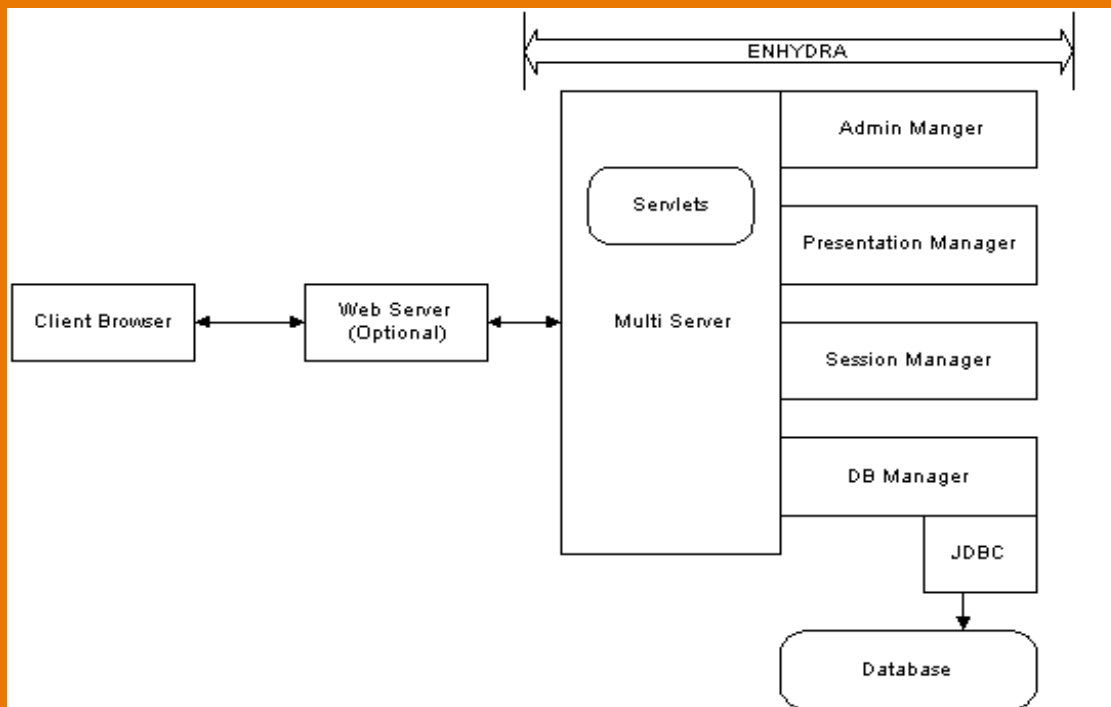 ENHYDRA
Admin Manger
Servlets
Presentation Manager
Client Browser
Web Server
(Optional)
Multi Server
Session Manager
DB Manager
JDBC
Database